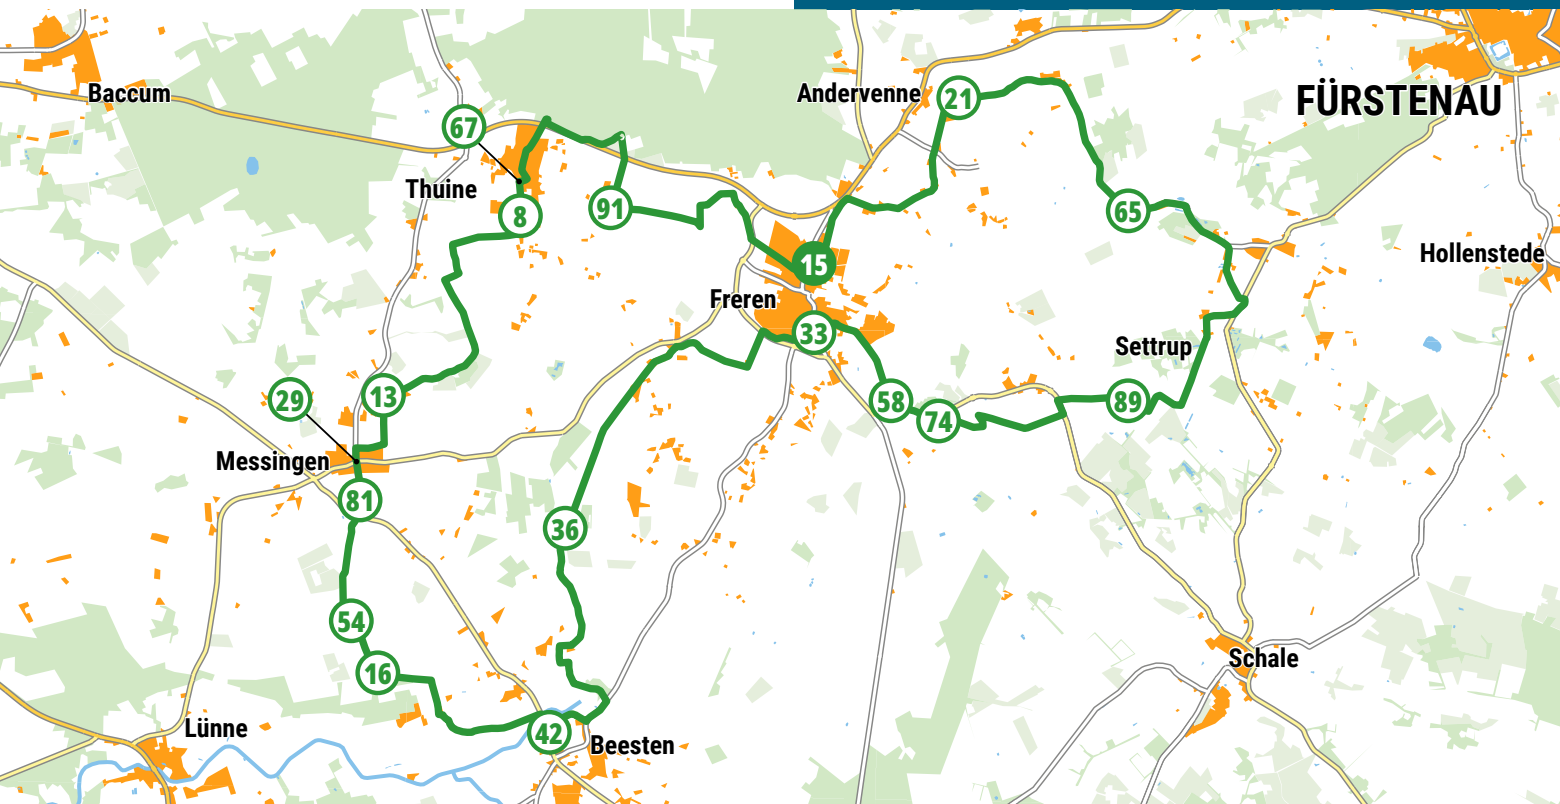 Baccum
Andervenne
21
FÜRSTENAU
67
Thuine
8
91
65
15
Hollenstede
Freren
33
Settrup
29
13
58
74
89
Messingen
81
36
54
16
Schale
Lünne
42
Beesten